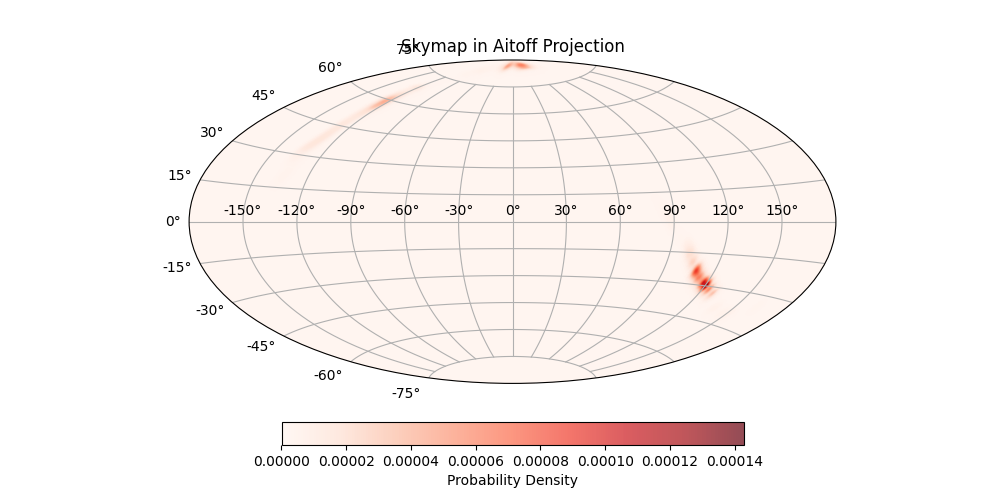 Skymap in Aitoff Projection
75°
60°
45°
30°
15°
0°
-150° -120° -90° -60° -30° 0° 30° 60° 90° 120° 150°
-15°
-30°
-45°
-60°
-75°
0.00000 0.00002 0.00004 0.00006 0.00008 0.00010 0.00012 0.00014
Probability Density